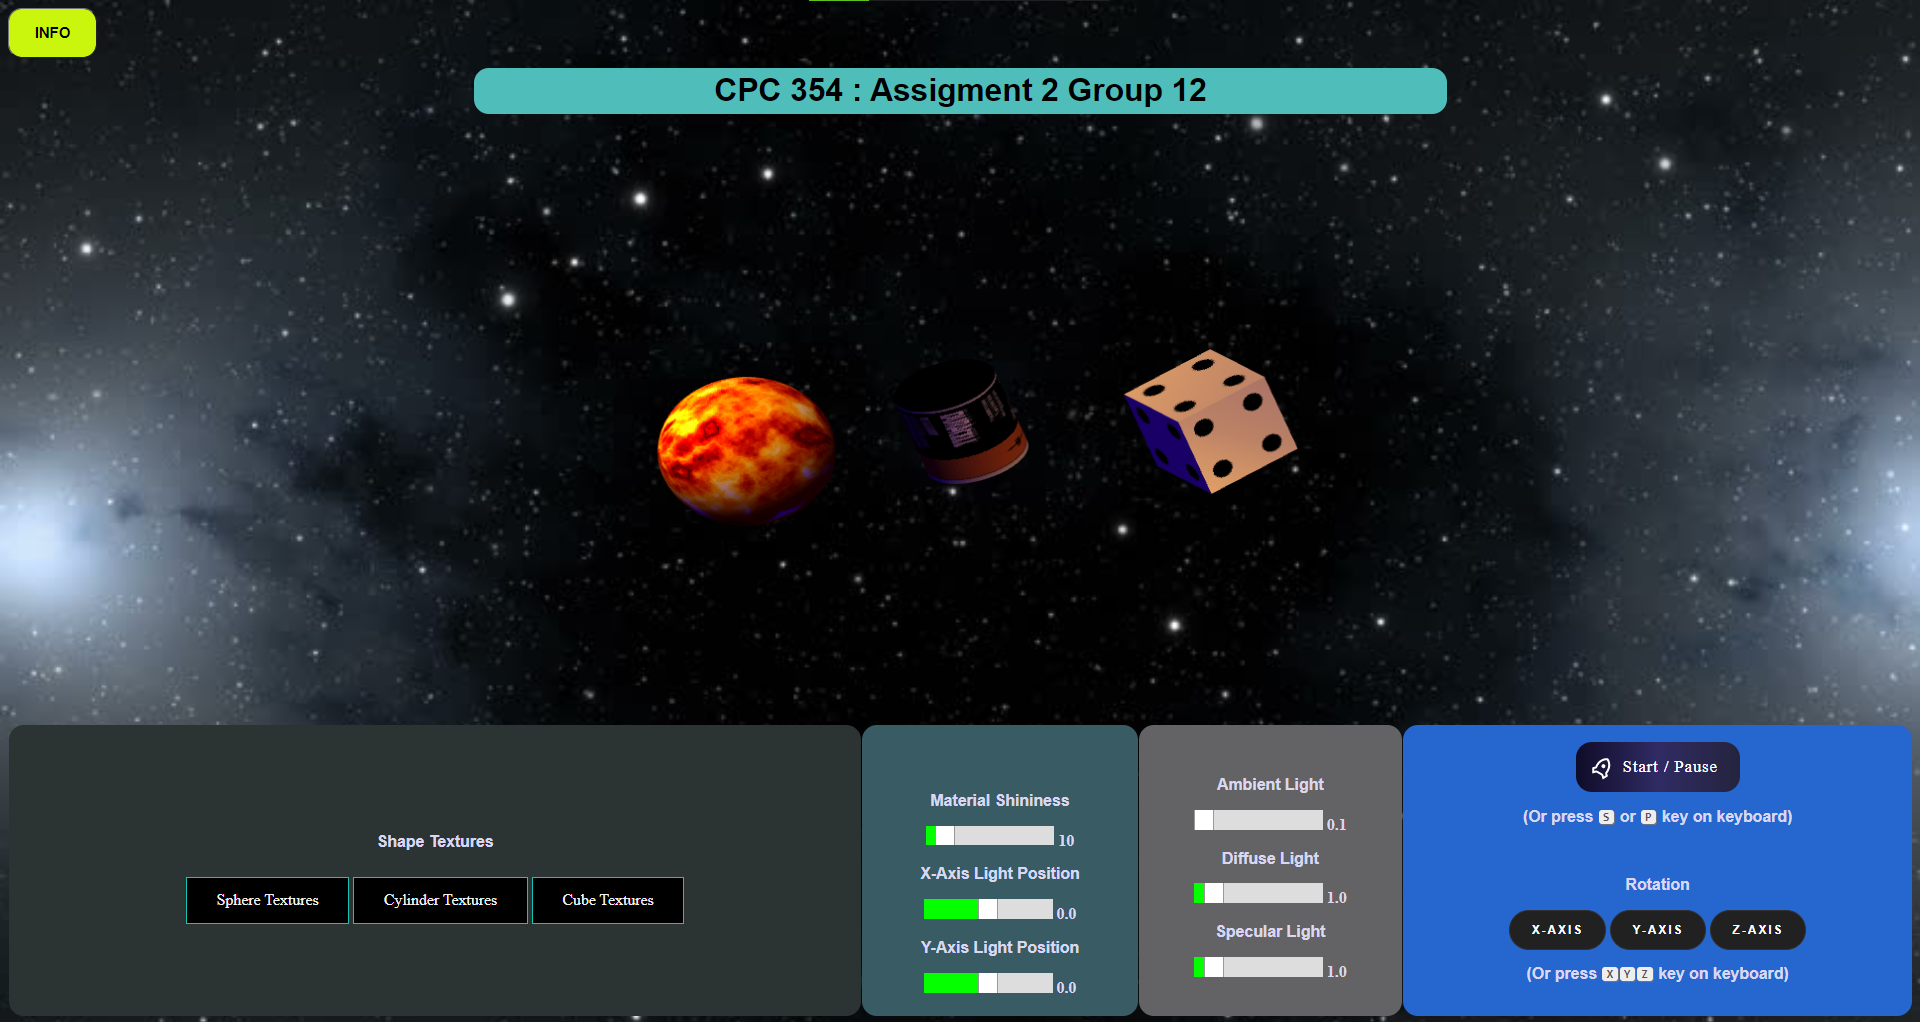 INFO
CPC 354 : Assigment 2 Group 12
Shape Textures
Sphere Textures
Cylinder Textures
Cube Textures
Material Shininess
10
X-Axis Light Position
0.0
Y-Axis Light Position
0.0
Ambient Light
0.1
Diffuse Light
1.0
Specular Light
1.0
Start / Pause
(Or press S or P key on keyboard)
Rotation
X-AXIS
Y-AXIS
Z-AXIS
(Or press X Y Z key on keyboard)